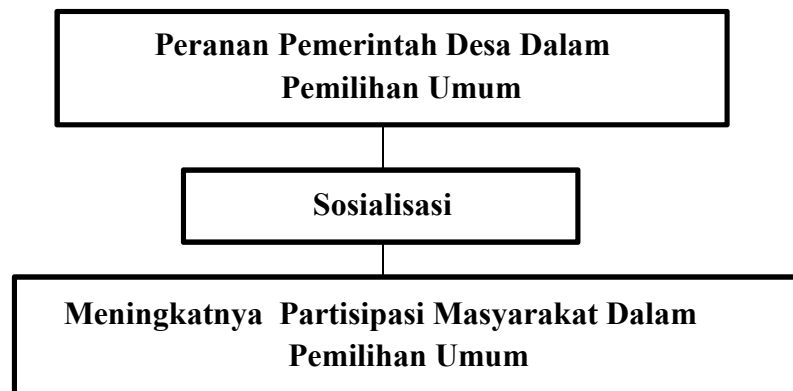 Peranan Pemerintah Desa Dalam
Pemilihan Umum
Sosialisasi
Meningkatnya  Partisipasi Masyarakat Dalam
Pemilihan Umum